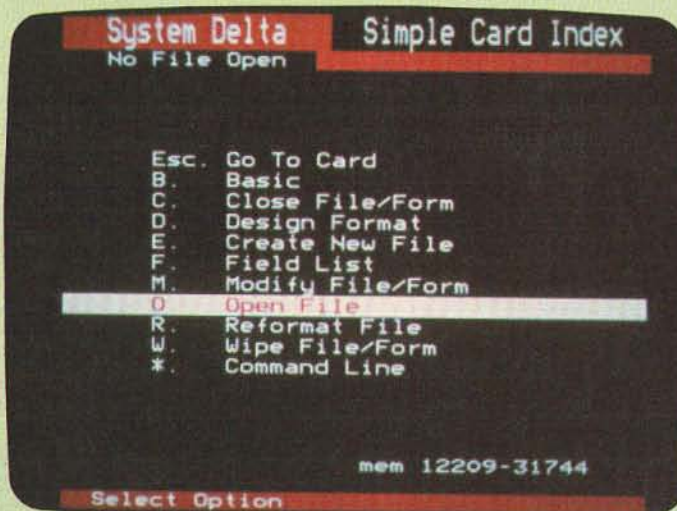 System Delta Simple Card Index
No File Open
Esc. Go To Card
B. Basic
C. Close File/Form
D. Design Format
E. Create New File
F. Field List
M. Modify File/Form
O Open File
R. Reformat File
W. Wipe File/Form
*. Command Line
mem 12209-31744
Select Option